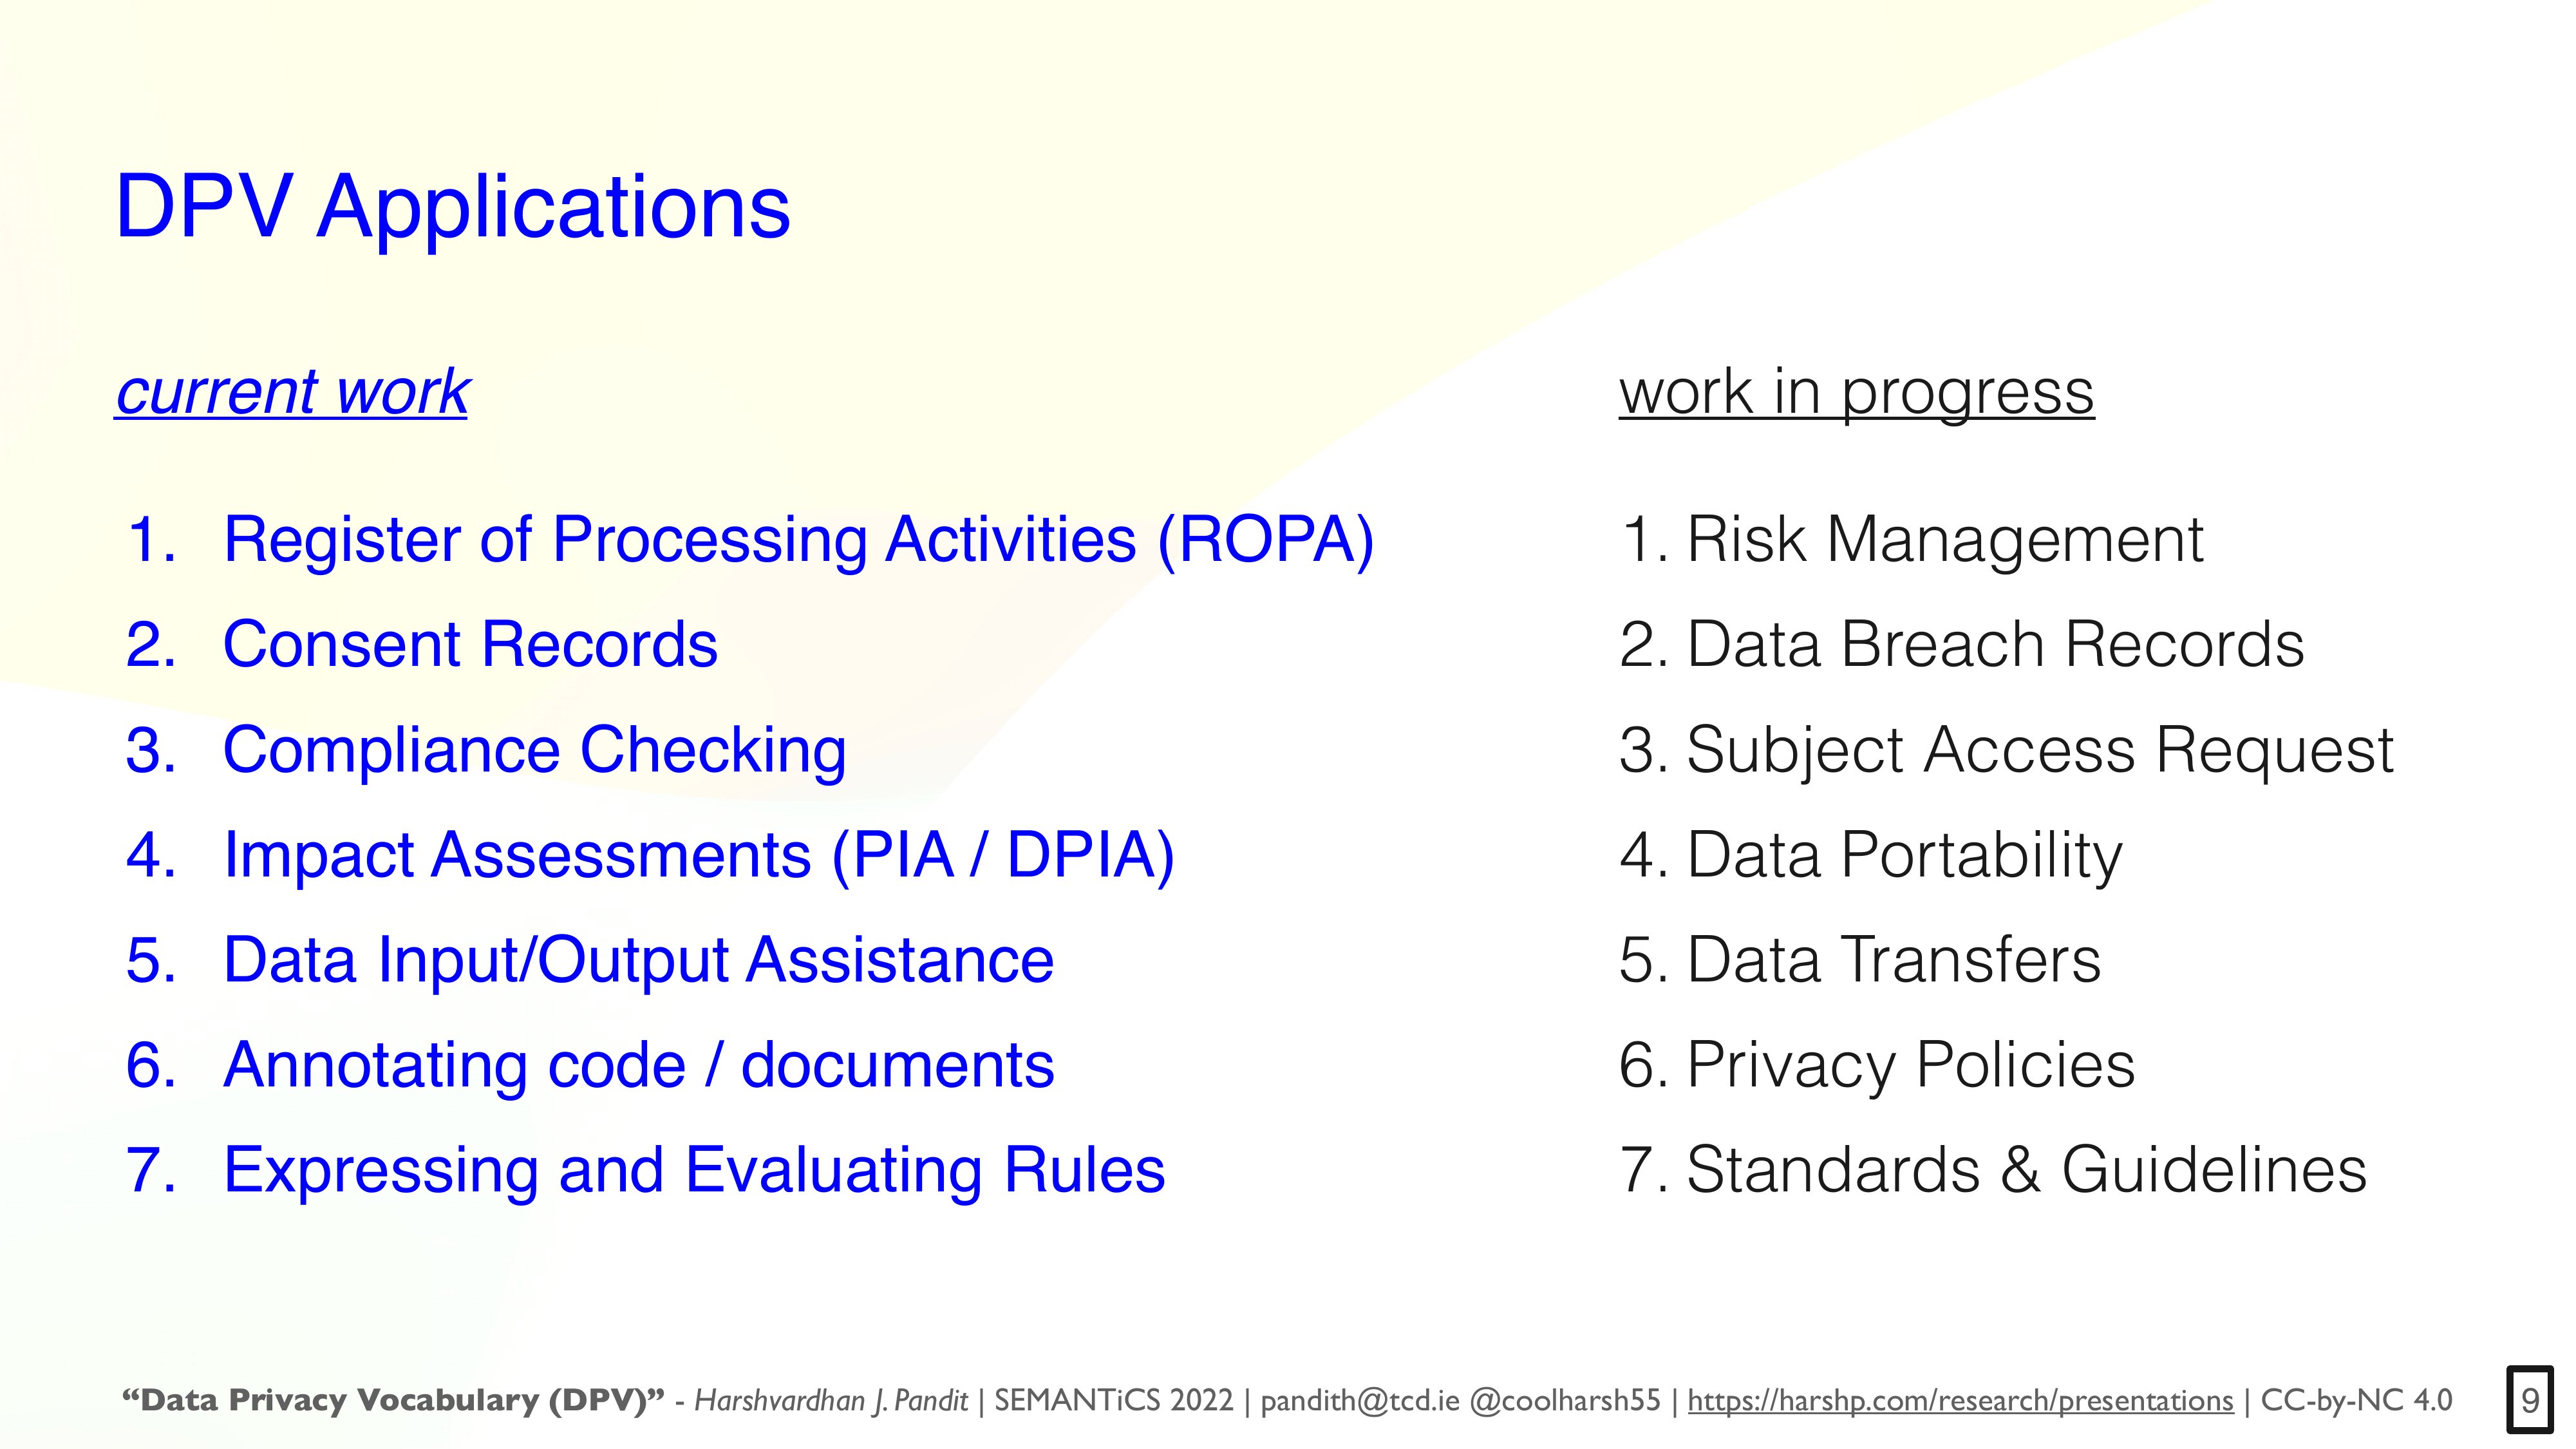 DPV Applications
current work
1. Register of Processing Activities (ROPA)
2. Consent Records
3. Compliance Checking
4. Impact Assessments (PIA / DPIA)
5. Data Input/Output Assistance
6. Annotating code / documents
7. Expressing and Evaluating Rules
work in progress
1. Risk Management
2. Data Breach Records
3. Subject Access Request
4. Data Portability
5. Data Transfers
6. Privacy Policies
7. Standards & Guidelines
“Data Privacy Vocabulary (DPV)” - Harshvardhan J. Pandit | SEMANTiCS 2022 | pandith@tcd.ie @coolharsh55 | https://harshp.com/research/presentations | CC-by-NC 4.0
9